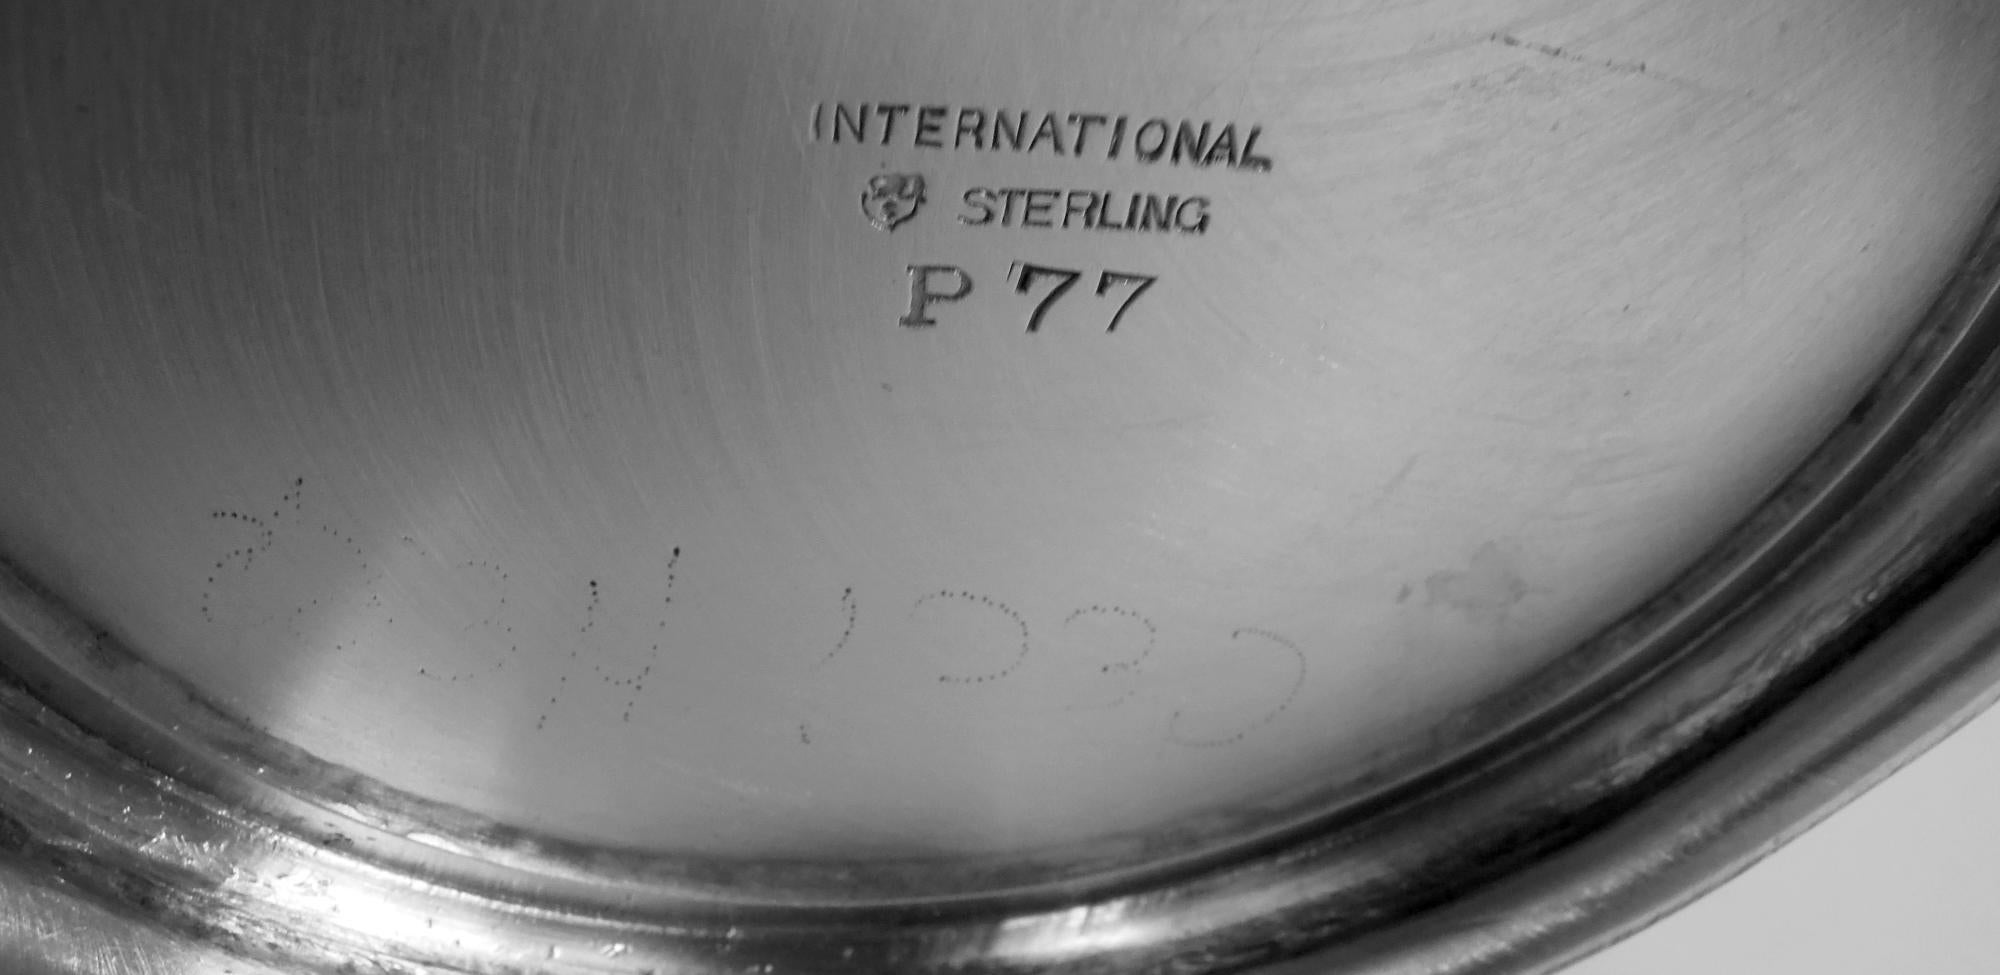 INTERNATIONAL
STERLING
P 77